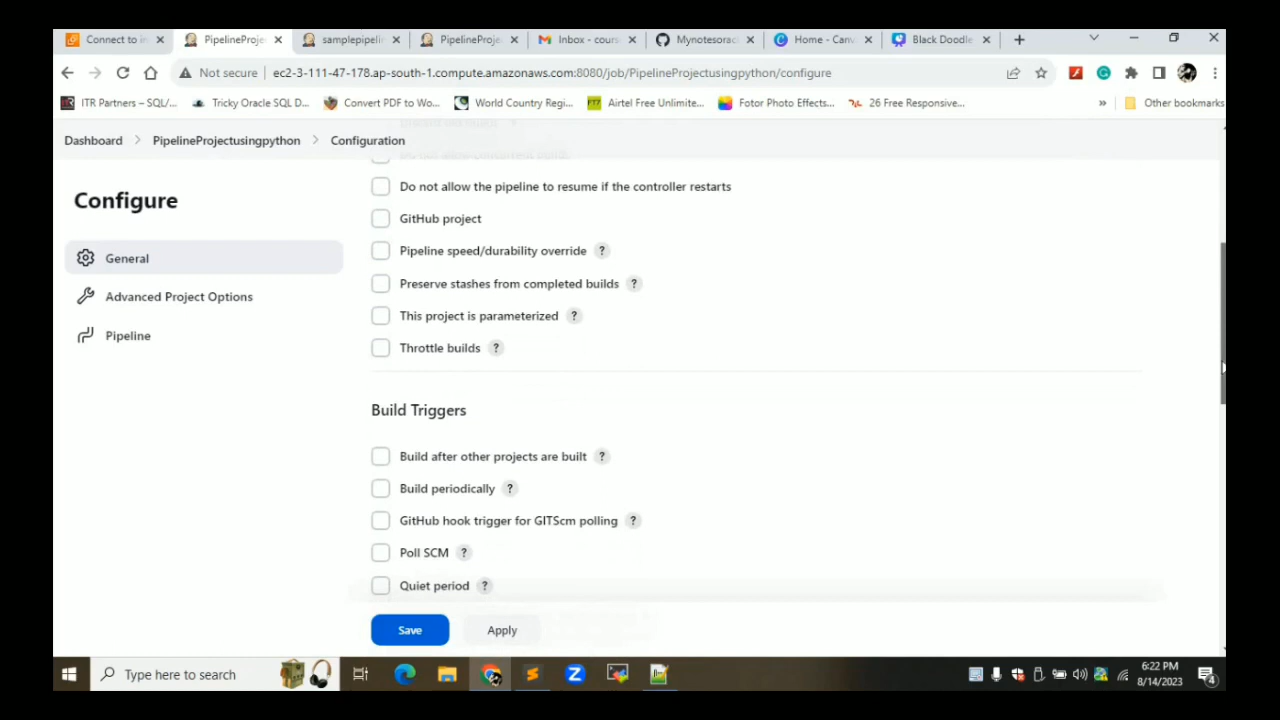 Connect to in
PipelineProje
samplepipelin
PipelineProje
Inbox - cours
Mynotesorac
Home - Canv
Black Doodle
Not secure | ec2-3-111-47-178.ap-south-1.compute.amazonaws.com:8080/job/PipelineProjectusingpython/configure
ITR Partners – SQL/...
Tricky Oracle SQL D...
Convert PDF to Wo...
World Country Regi...
Airtel Free Unlimite...
Fotor Photo Effects...
26 Free Responsive...
» Other bookmarks
Dashboard > PipelineProjectusingpython > Configuration
Configure
General
Advanced Project Options
Pipeline
Do not allow concurrent builds
Do not allow the pipeline to resume if the controller restarts
GitHub project
Pipeline speed/durability override ?
Preserve stashes from completed builds ?
This project is parameterized ?
Throttle builds ?
Build Triggers
Build after other projects are built ?
Build periodically ?
GitHub hook trigger for GITScm polling ?
Poll SCM ?
Quiet period ?
Save
Apply
Type here to search
6:22 PM
8/14/2023
4